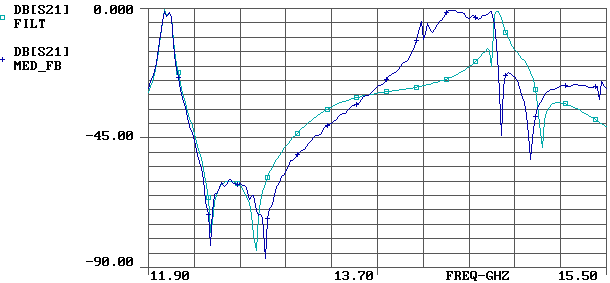 DB[S21]
FILT
DB[S21]
MED_FB
0.000
-45.00
-90.00
11.90
13.70
FREQ-GHZ
15.50